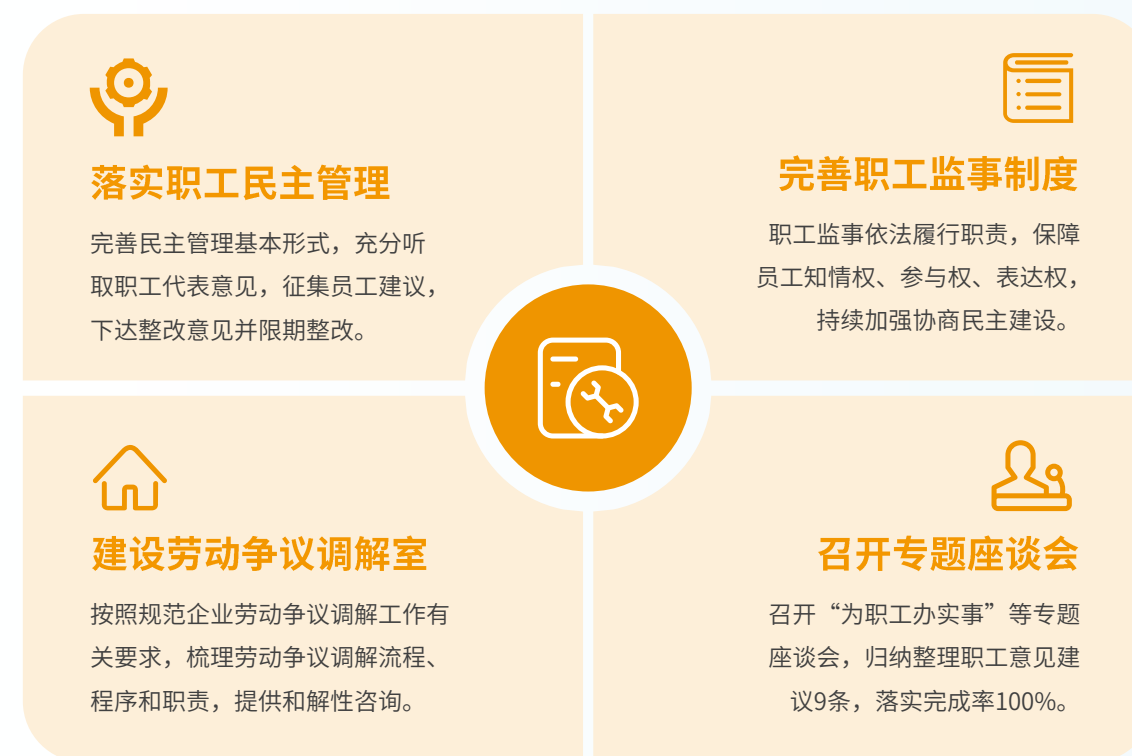 落实职工民主管理
完善民主管理基本形式，充分听
取职工代表意见，征集员工建议，
下达整改意见并限期整改。
完善职工监事制度
职工监事依法履行职责，保障
员工知情权、参与权、表达权，
持续加强协商民主建设。
建设劳动争议调解室
按照规范企业劳动争议调解工作有
关要求，梳理劳动争议调解流程、
程序和职责，提供和解性咨询。
召开专题座谈会
召开“为职工办实事”等专题
座谈会，归纳整理职工意见建
议9条，落实完成率100%。